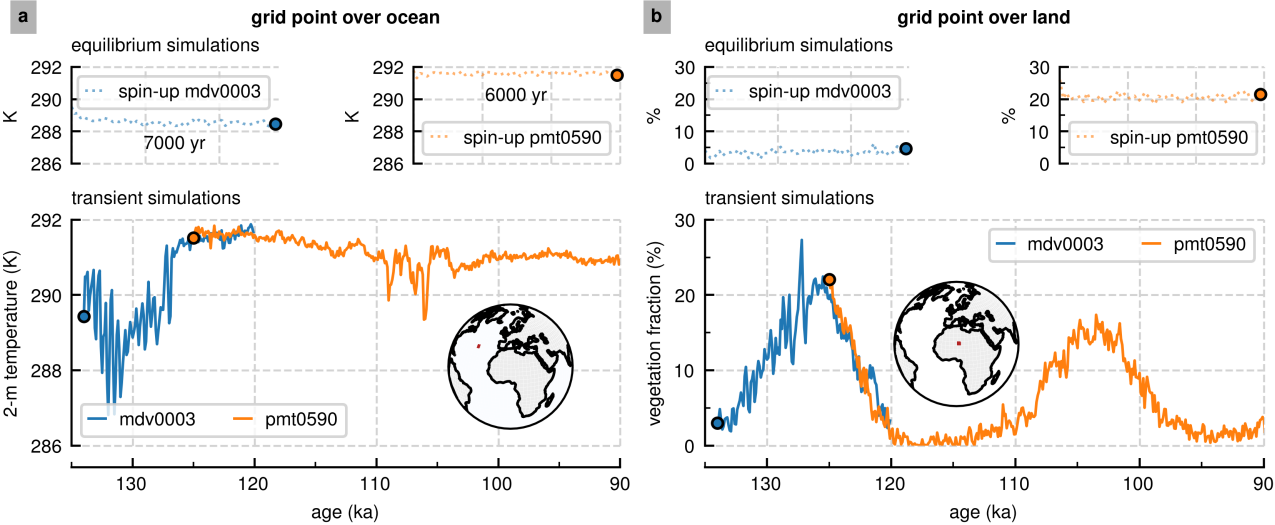 a
grid point over ocean
equilibrium simulations
292
290
288
286
K
spin-up mdv0003
7000 yr
292
290
288
286
K
6000 yr
spin-up pmt0590
transient simulations
292
290
288
286
2-m temperature (K)
mdv0003
pmt0590
130
120
110
100
90
age (ka)
b
grid point over land
equilibrium simulations
30
20
10
0
%
spin-up mdv0003
30
20
10
0
%
spin-up pmt0590
transient simulations
30
20
10
0
vegetation fraction (%)
mdv0003
pmt0590
130
120
110
100
90
age (ka)